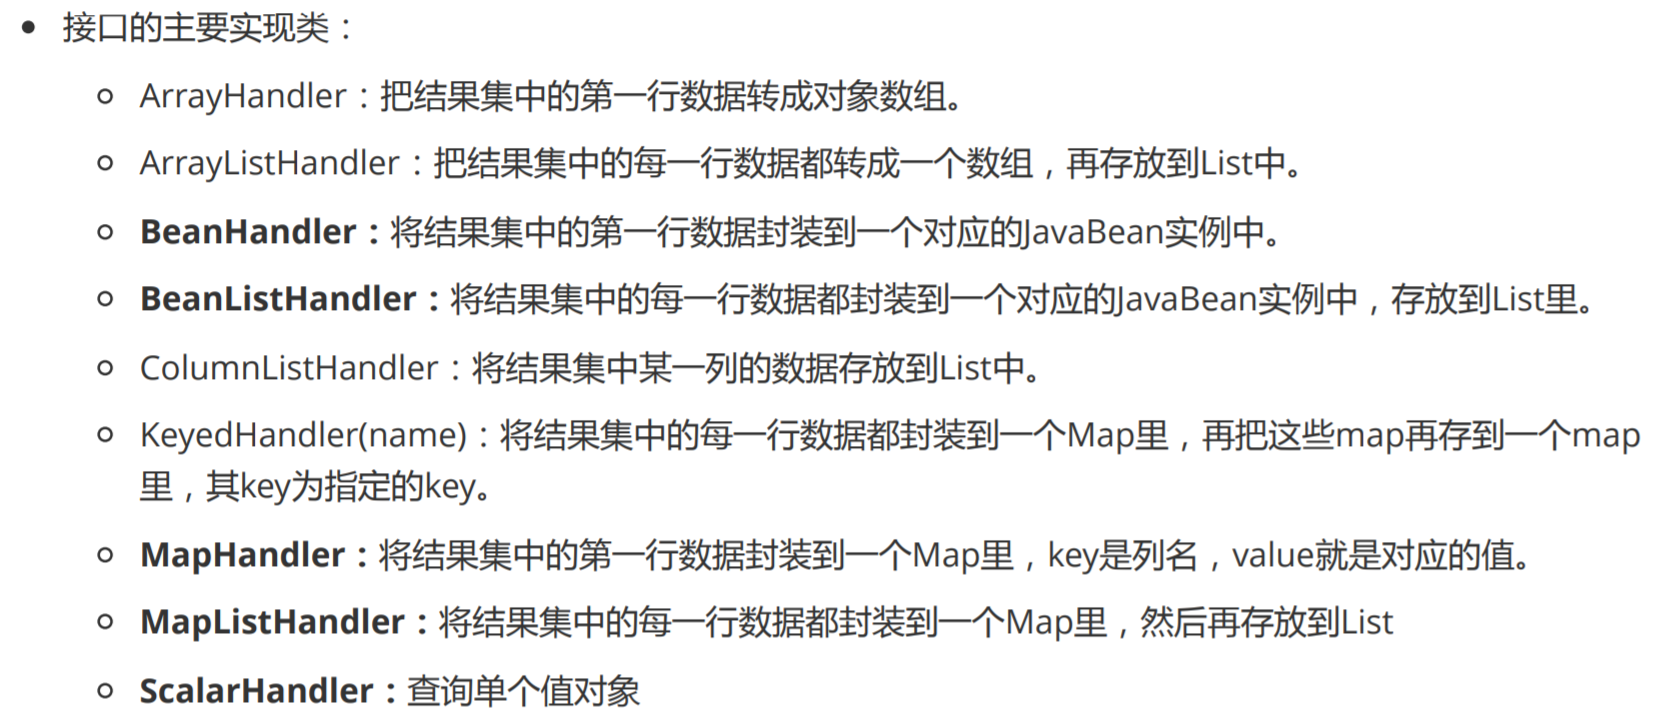 接口的主要实现类：
ArrayHandler：把结果集中的第一行数据转成对象数组。
ArrayListHandler：把结果集中的每一行数据都转成一个数组，再存放到List中。
BeanHandler：将结果集中的第一行数据封装到一个对应的JavaBean实例中。
BeanListHandler：将结果集中的每一行数据都封装到一个对应的JavaBean实例中，存放到List里。
ColumnListHandler：将结果集中某一列的数据存放到List中。
KeyedHandler(name)：将结果集中的每一行数据都封装到一个Map里，再把这些map再存到一个map
里，其key为指定的key。
MapHandler：将结果集中的第一行数据封装到一个Map里，key是列名，value就是对应的值。
MapListHandler：将结果集中的每一行数据都封装到一个Map里，然后再存放到List
ScalarHandler：查询单个值对象